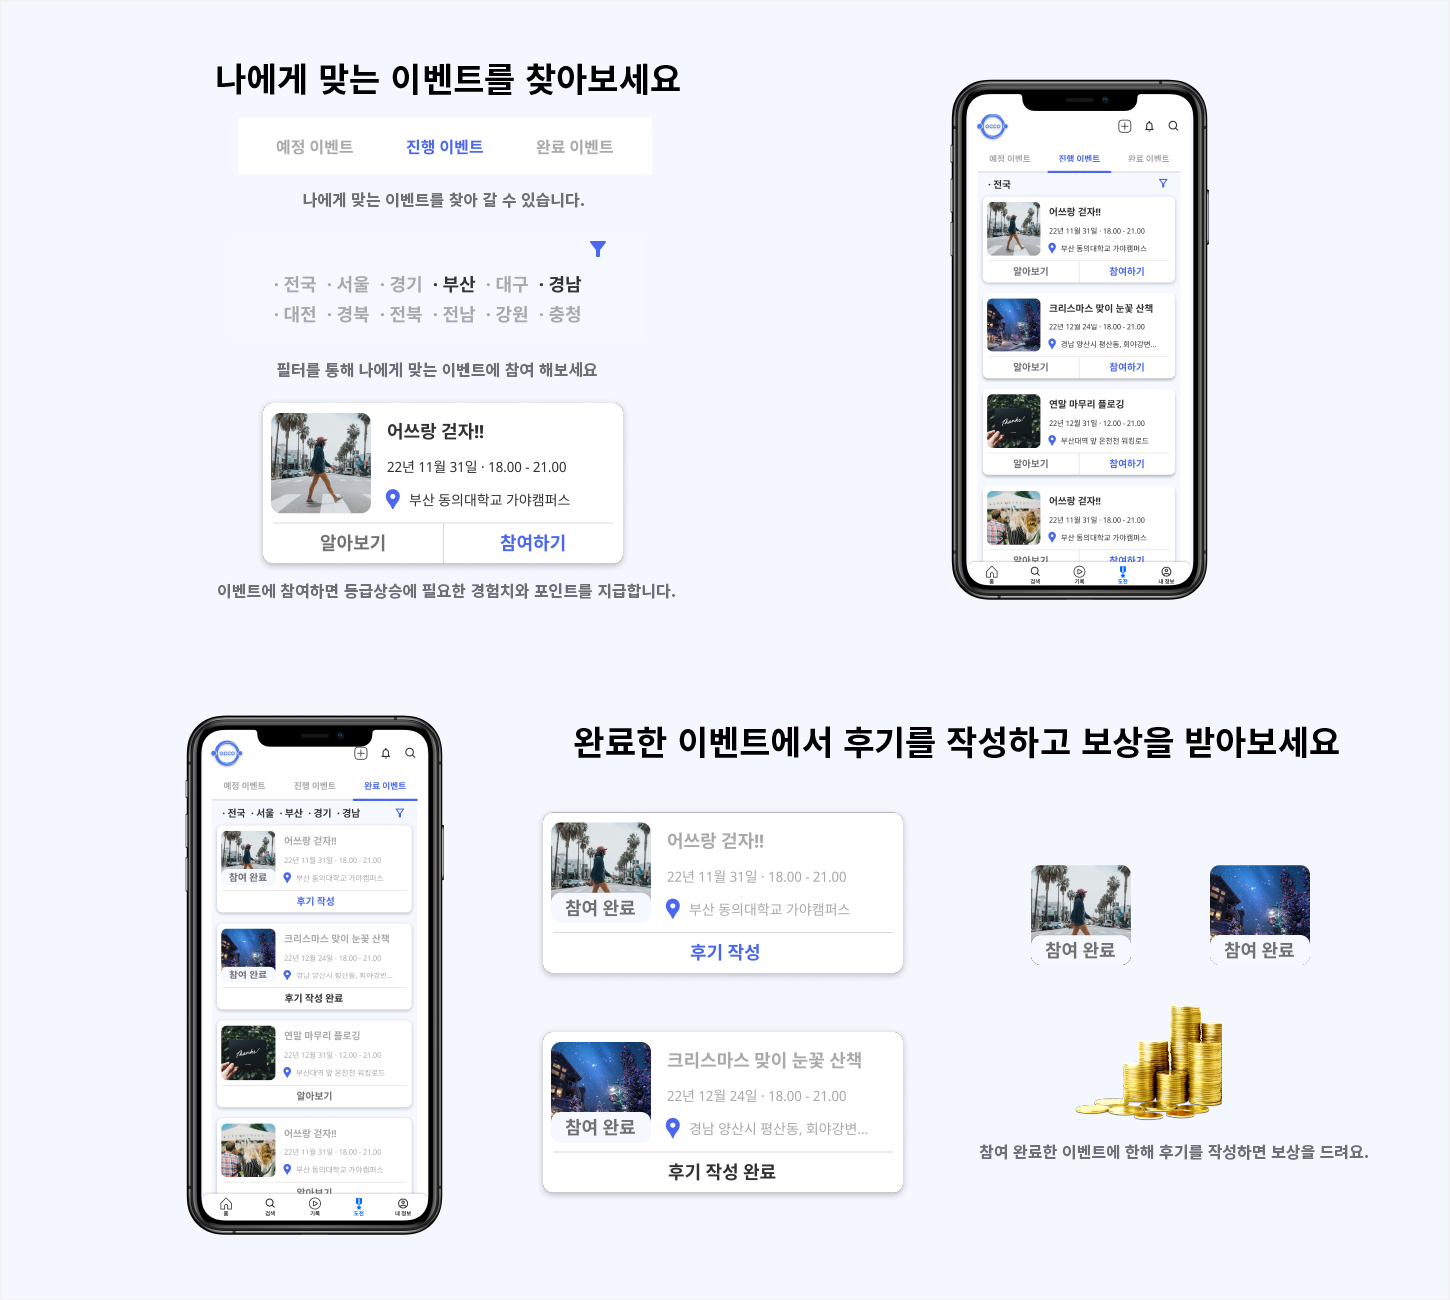 나에게 맞는 이벤트를 찾아보세요
예정 이벤트 진행 이벤트 완료 이벤트
나에게 맞는 이벤트를 찾아 갈 수 있습니다.
· 전국 · 서울 · 경기 · 부산 · 대구 · 경남
· 대전 · 경북 · 전북 · 전남 · 강원 · 충청
필터를 통해 나에게 맞는 이벤트에 참여 해보세요
어쓰랑 걷자!!
22년 11월 31일 · 18.00 - 21.00
부산 동의대학교 가야캠퍼스
알아보기 참여하기
이벤트에 참여하면 등급상승에 필요한 경험치와 포인트를 지급합니다.
occo
예정 이벤트 진행 이벤트 완료 이벤트
· 전국
어쓰랑 걷자!!
22년 11월 31일 · 18.00 - 21.00
부산 동의대학교 가야캠퍼스
알아보기 참여하기
크리스마스 맞이 눈꽃 산책
22년 12월 24일 · 18.00 - 21.00
경남 양산시 평산동, 회야강변...
알아보기 참여하기
연말 마무리 플로깅
22년 12월 31일 · 12.00 - 21.00
부산대역 앞 온천천 워킹로드
Thanks!
알아보기 참여하기
어쓰랑 걷자!!
22년 11월 31일 · 18.00 - 21.00
부산 동의대학교 가야캠퍼스
알아보기 참여하기
홈 검색 기록 도전 내 정보
occo
예정 이벤트 진행 이벤트 완료 이벤트
· 전국 · 서울 · 부산 · 경기 · 경남
어쓰랑 걷자!!
22년 11월 31일 · 18.00 - 21.00
참여 완료 부산 동의대학교 가야캠퍼스
후기 작성
크리스마스 맞이 눈꽃 산책
22년 12월 24일 · 18.00 - 21.00
참여 완료 경남 양산시 평산동, 회야강변...
후기 작성 완료
연말 마무리 플로깅
22년 12월 31일 · 12.00 - 21.00
Thanks!
부산대역 앞 온천천 워킹로드
알아보기
어쓰랑 걷자!!
22년 11월 31일 · 18.00 - 21.00
부산 동의대학교 가야캠퍼스
알아보기
홈 검색 기록 도전 내 정보
완료한 이벤트에서 후기를 작성하고 보상을 받아보세요
어쓰랑 걷자!!
22년 11월 31일 · 18.00 - 21.00
참여 완료 부산 동의대학교 가야캠퍼스
후기 작성
크리스마스 맞이 눈꽃 산책
22년 12월 24일 · 18.00 - 21.00
참여 완료 경남 양산시 평산동, 회야강변...
후기 작성 완료
참여 완료 참여 완료
참여 완료한 이벤트에 한해 후기를 작성하면 보상을 드려요.